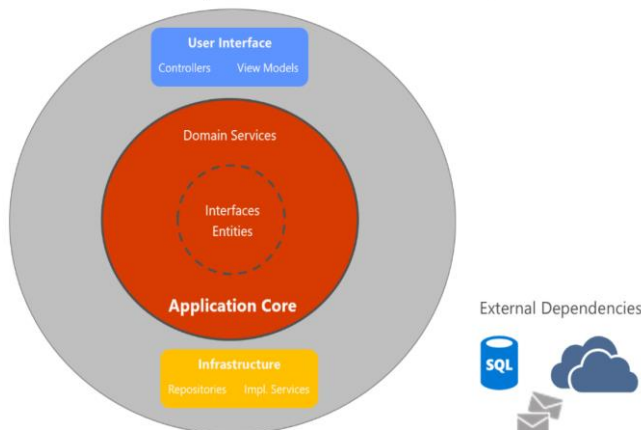 User Interface
Controllers View Models
Domain Services
Interfaces
Entities
Application Core
Infrastructure
Repositories Impl. Services
External Dependencies
SQL